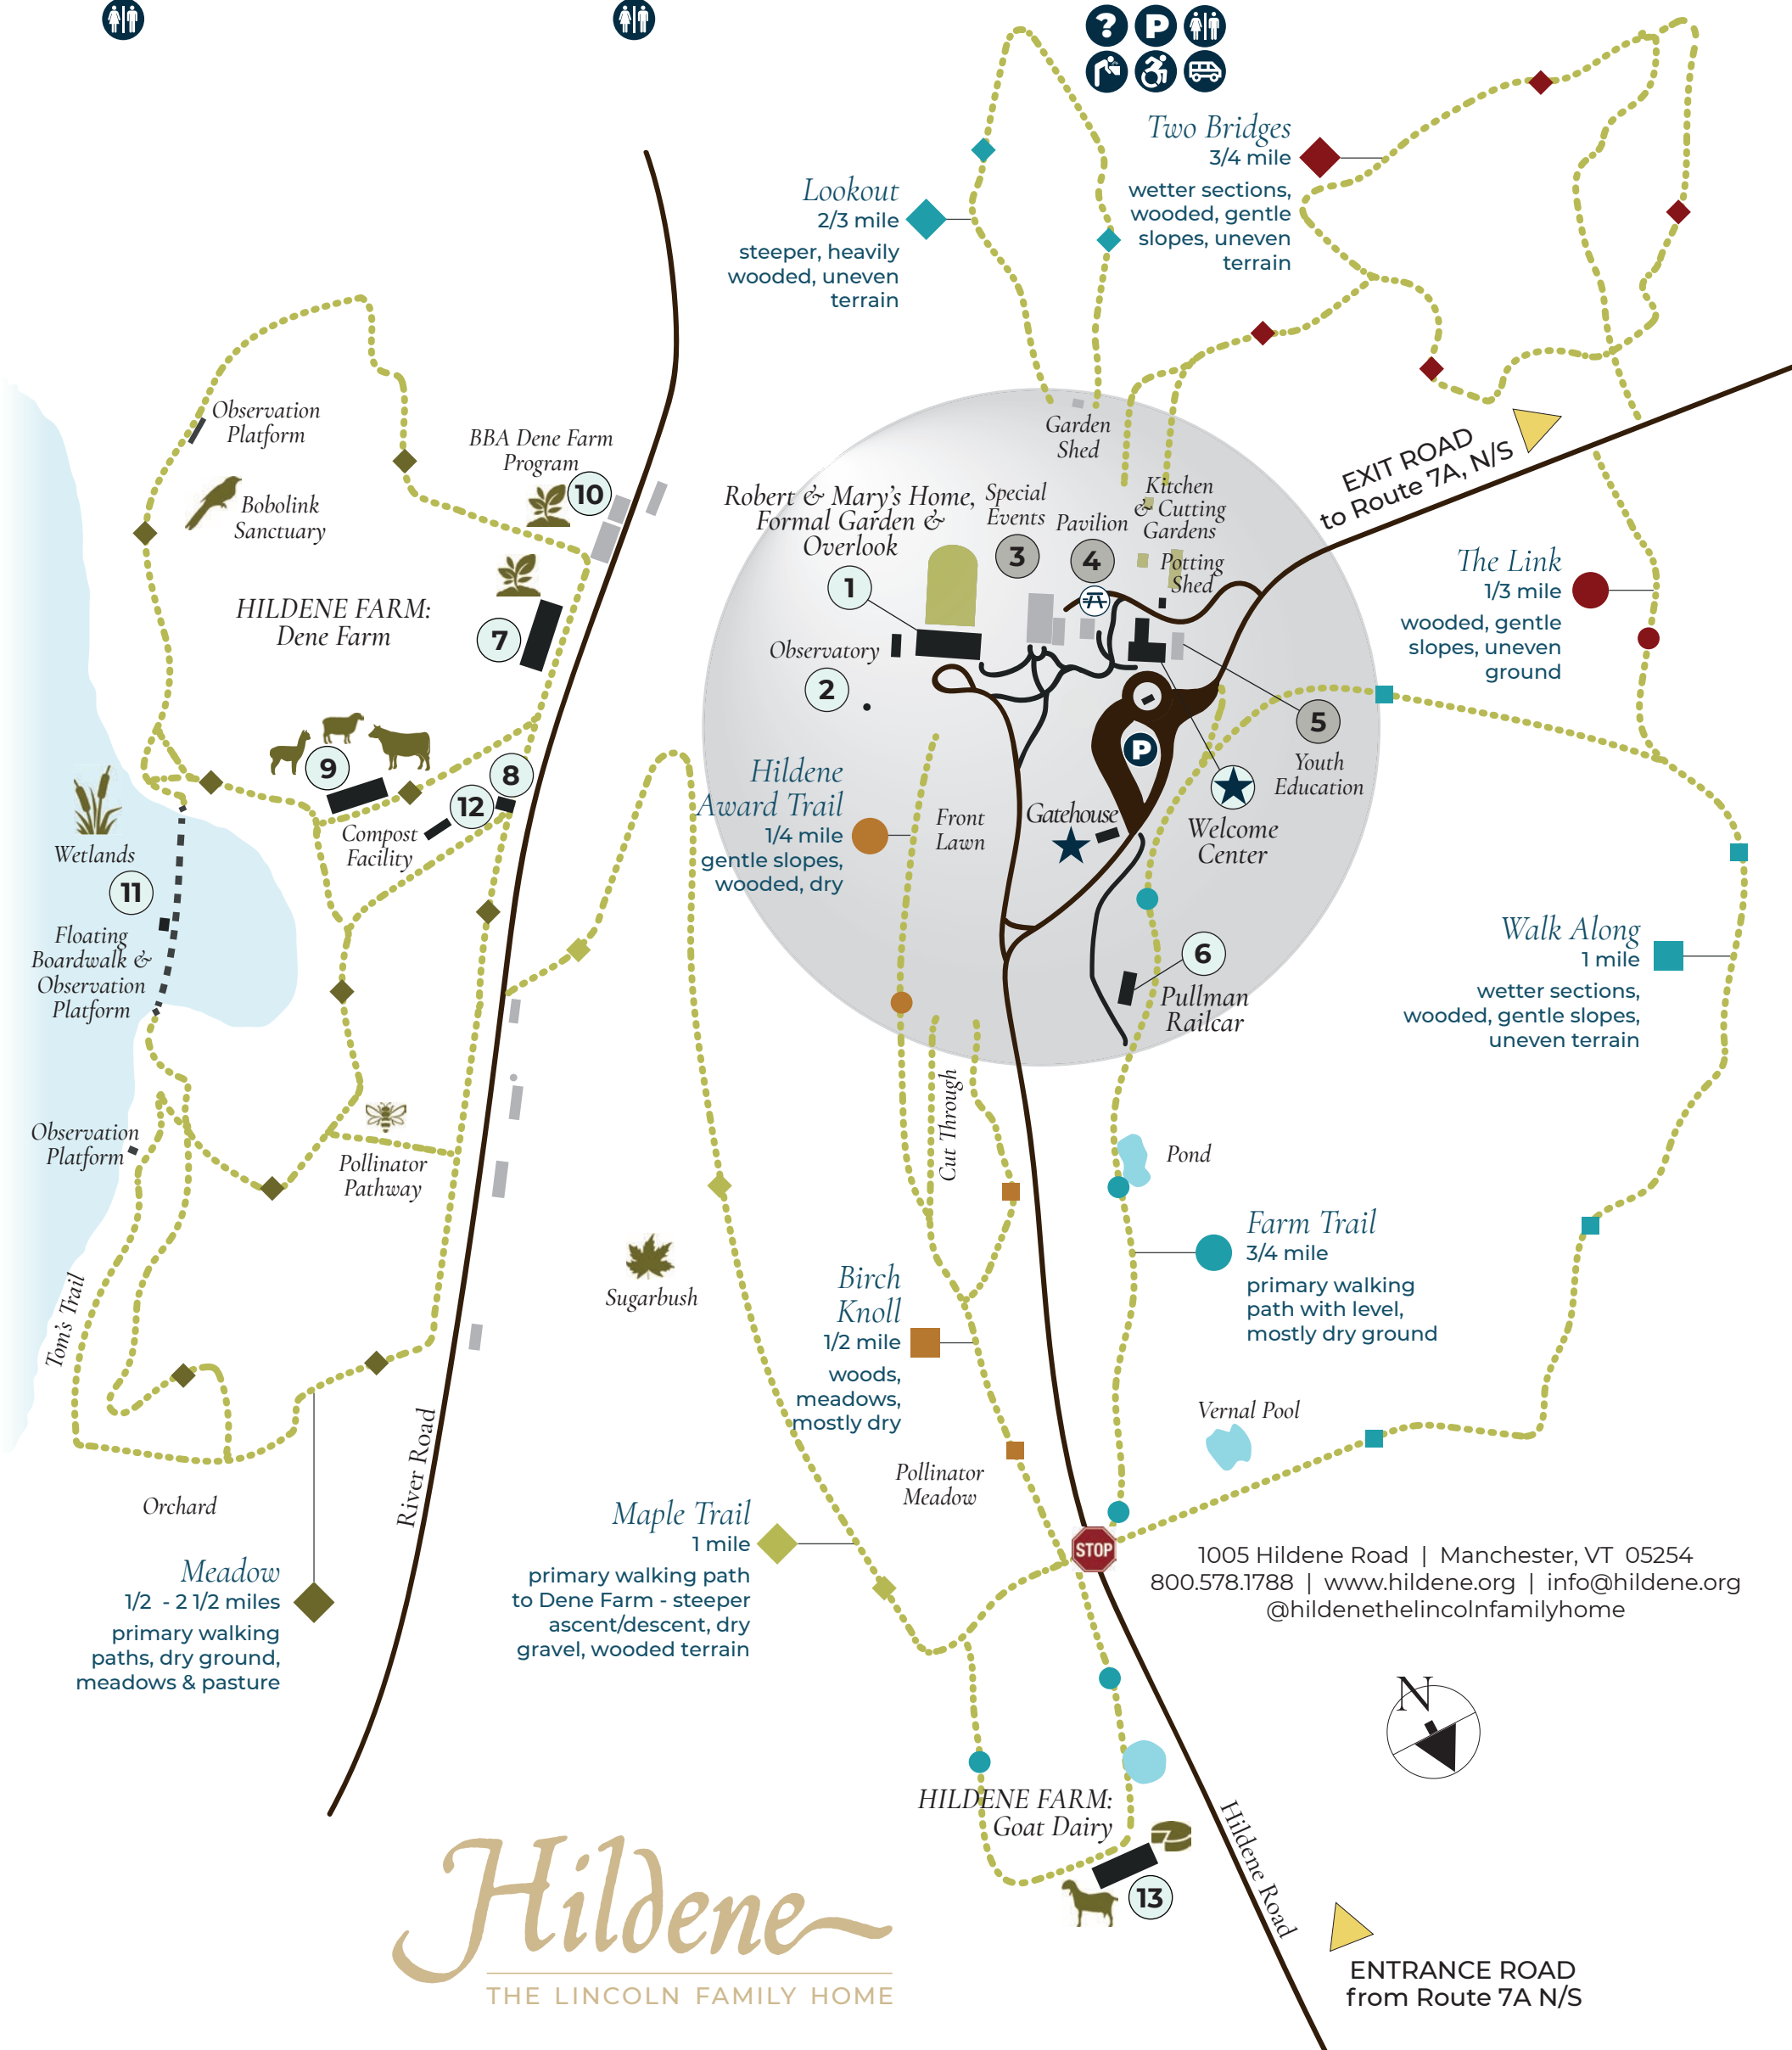 ?
P
Two Bridges
3/4 mile
wetter sections,
wooded, gentle
slopes, uneven
terrain
Lookout
2/3 mile
steeper, heavily
wooded, uneven
terrain
Observation
Platform
Bobolink
Sanctuary
BBA Dene Farm
Program
10
HILDENE FARM:
Dene Farm
7
Garden
Shed
EXIT ROAD
to Route 7A, N/S
Robert & Mary's Home,
Formal Garden &
Overlook
1
Special
Events
3
Pavilion
4
Kitchen
& Cutting
Gardens
Potting
Shed
Observatory
2
The Link
1/3 mile
wooded, gentle
slopes, uneven
ground
5
Youth
Education
P
Welcome
Center
Gatehouse
Front
Lawn
Hildene
Award Trail
1/4 mile
gentle slopes,
wooded, dry
9
8
12
Compost
Facility
Wetlands
11
Floating
Boardwalk &
Observation
Platform
6
Pullman
Railcar
Walk Along
1 mile
wetter sections,
wooded, gentle slopes,
uneven terrain
Cut Through
Pond
Observation
Platform
Pollinator
Pathway
Tom's Trail
Sugarbush
Farm Trail
3/4 mile
primary walking
path with level,
mostly dry ground
Birch
Knoll
1/2 mile
woods,
meadows,
mostly dry
Vernal Pool
Pollinator
Meadow
River Road
Orchard
Meadow
1/2 - 2 1/2 miles
primary walking
paths, dry ground,
meadows & pasture
Maple Trail
1 mile
primary walking path
to Dene Farm - steeper
ascent/descent, dry
gravel, wooded terrain
STOP
1005 Hildene Road | Manchester, VT 05254
800.578.1788 | www.hildene.org | info@hildene.org
@hildenethelincolnfamilyhome
N
HILDENE FARM:
Goat Dairy
13
Hildene Road
ENTRANCE ROAD
from Route 7A N/S
Hildene
THE LINCOLN FAMILY HOME